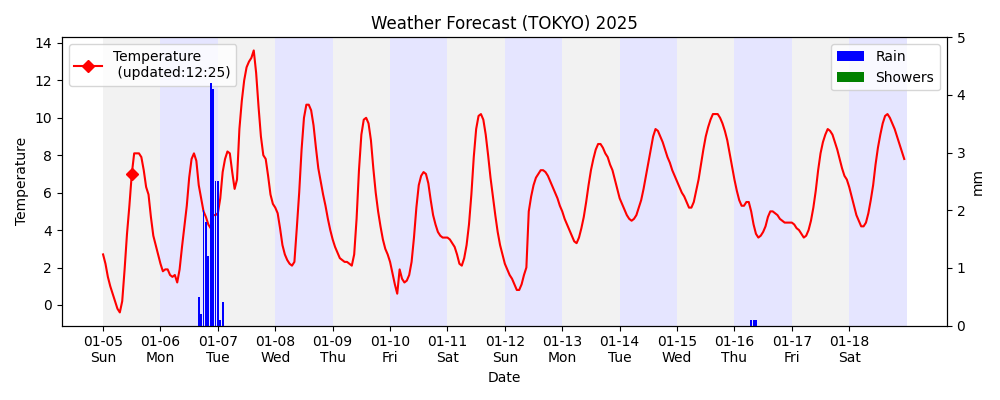 Weather Forecast (TOKYO) 2025
Temperature
(updated:12:25)
Rain
Showers
Temperature
14
12
10
8
6
4
2
0
5
4
3
2
1
0
mm
01-05 01-06 01-07 01-08 01-09 01-10 01-11 01-12 01-13 01-14 01-15 01-16 01-17 01-18
Sun Mon Tue Wed Thu Fri Sat Sun Mon Tue Wed Thu Fri Sat
Date